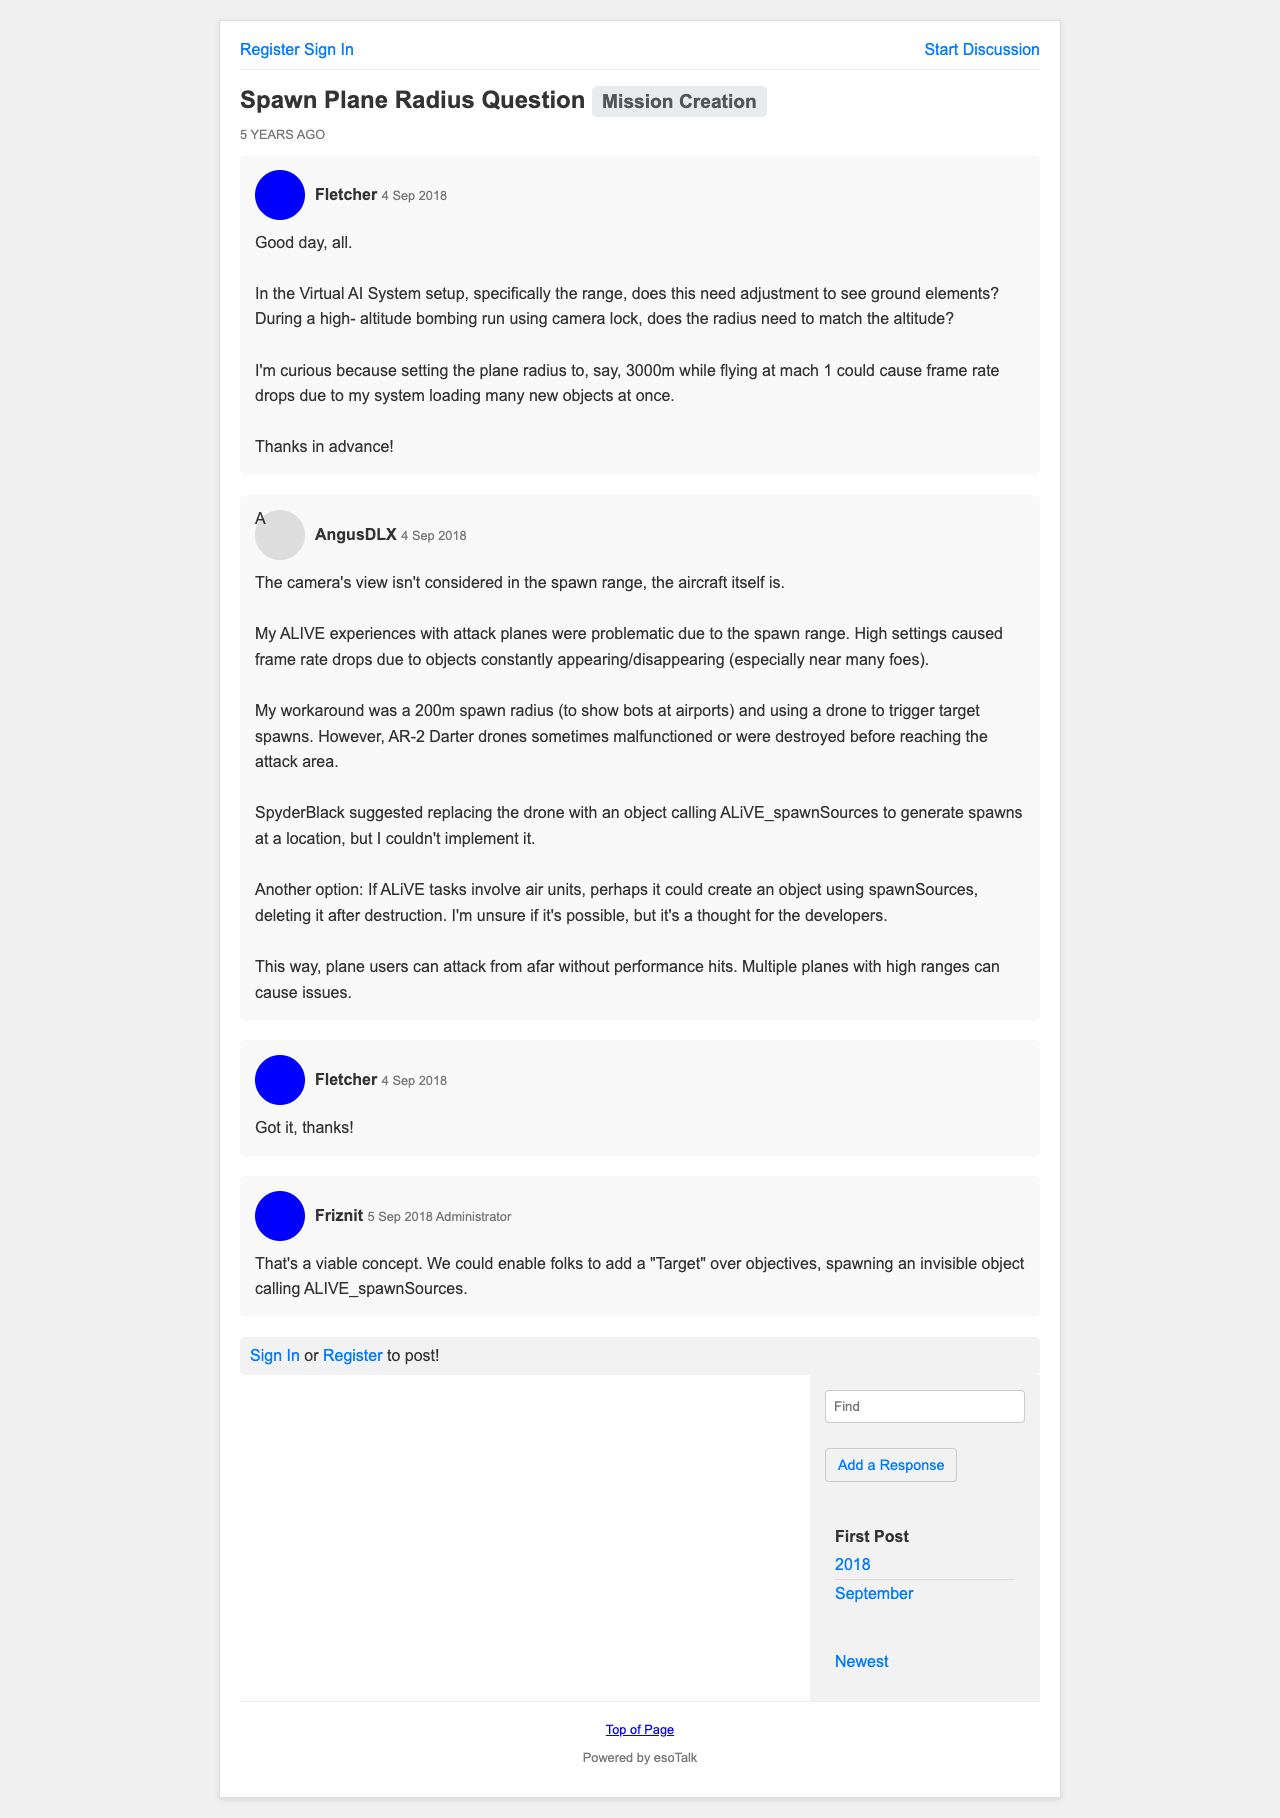 Register Sign In
Start Discussion
Spawn Plane Radius Question Mission Creation
5 YEARS AGO
Fletcher 4 Sep 2018
Good day, all.
In the Virtual AI System setup, specifically the range, does this need adjustment to see ground elements?
During a high- altitude bombing run using camera lock, does the radius need to match the altitude?
I'm curious because setting the plane radius to, say, 3000m while flying at mach 1 could cause frame rate
drops due to my system loading many new objects at once.
Thanks in advance!
A
AngusDLX 4 Sep 2018
The camera's view isn't considered in the spawn range, the aircraft itself is.
My ALIVE experiences with attack planes were problematic due to the spawn range. High settings caused
frame rate drops due to objects constantly appearing/disappearing (especially near many foes).
My workaround was a 200m spawn radius (to show bots at airports) and using a drone to trigger target
spawns. However, AR-2 Darter drones sometimes malfunctioned or were destroyed before reaching the
attack area.
SpyderBlack suggested replacing the drone with an object calling ALiVE_spawnSources to generate spawns
at a location, but I couldn't implement it.
Another option: If ALiVE tasks involve air units, perhaps it could create an object using spawnSources,
deleting it after destruction. I'm unsure if it's possible, but it's a thought for the developers.
This way, plane users can attack from afar without performance hits. Multiple planes with high ranges can
cause issues.
Fletcher 4 Sep 2018
Got it, thanks!
Friznit 5 Sep 2018 Administrator
That's a viable concept. We could enable folks to add a "Target" over objectives, spawning an invisible object
calling ALIVE_spawnSources.
Sign In or Register to post!
Find
Add a Response
First Post
2018
September
Newest
Top of Page
Powered by esoTalk